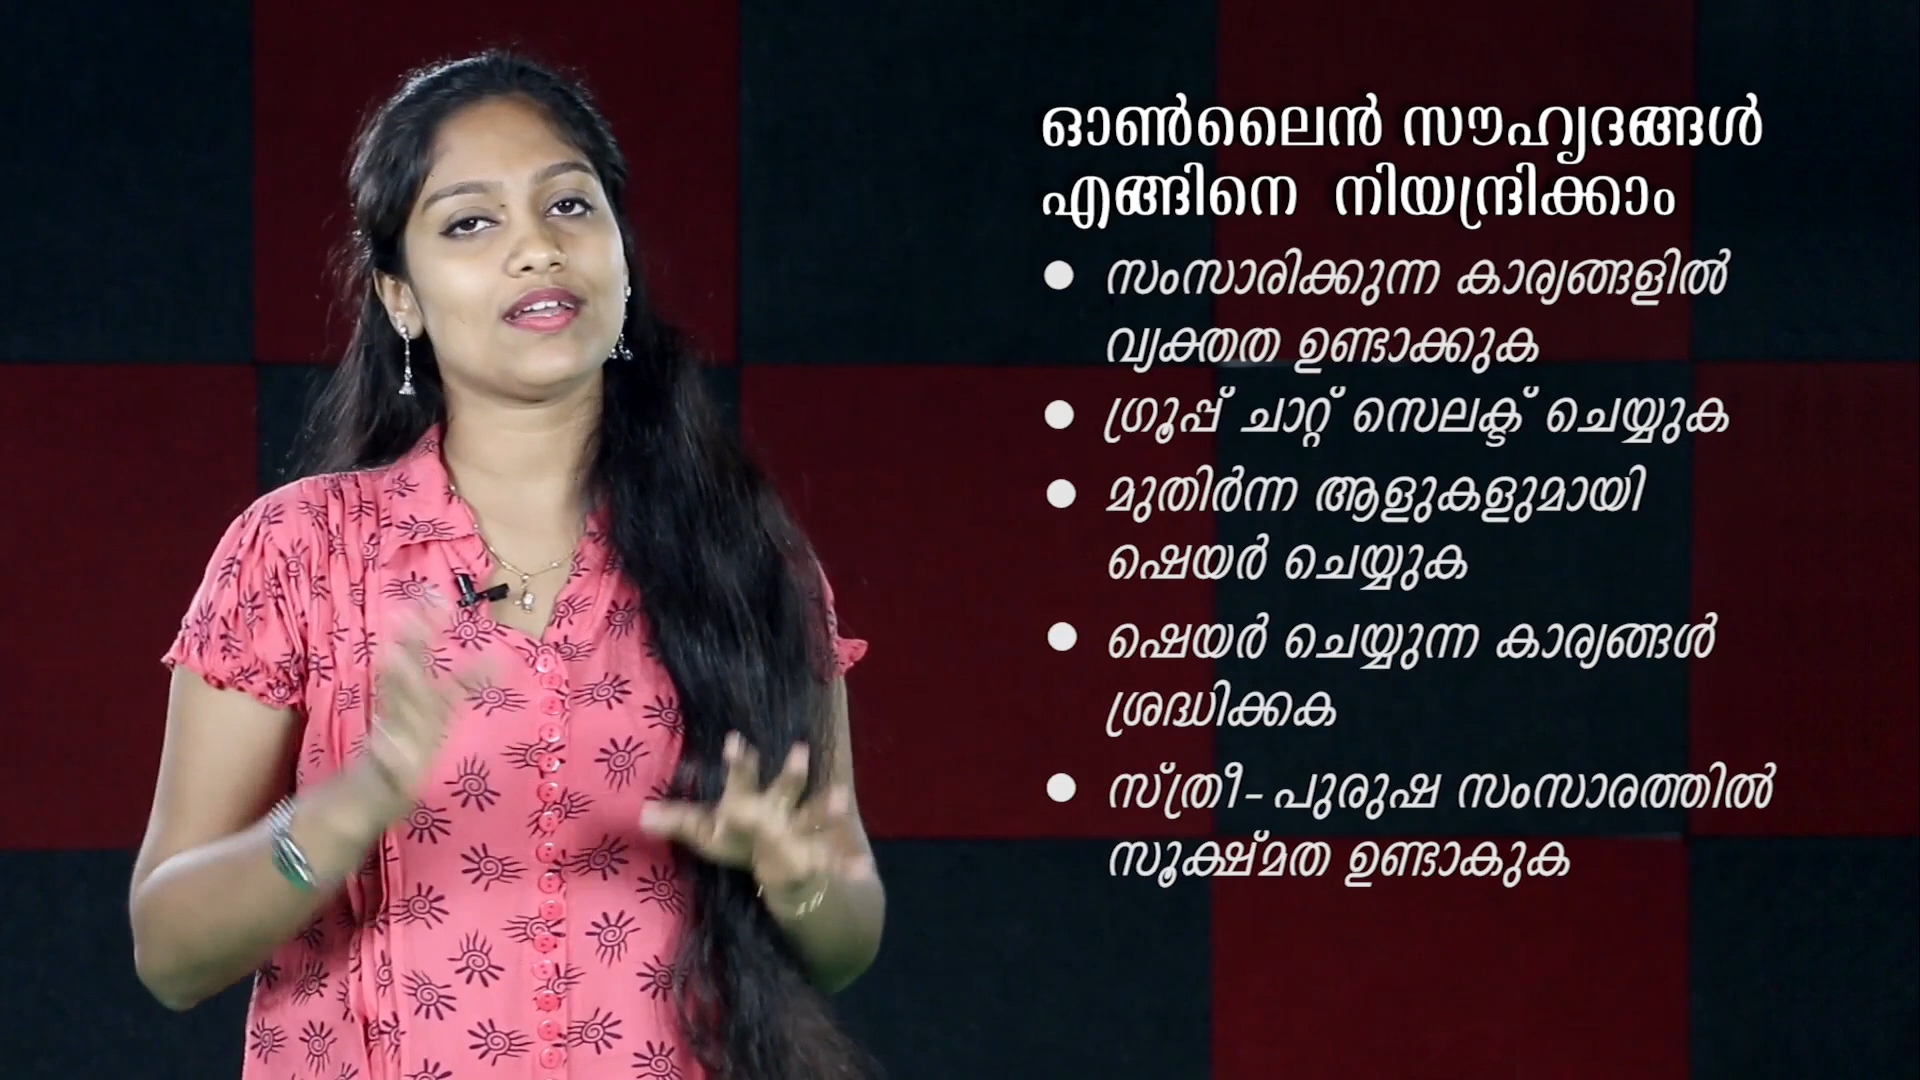 ഓൺലൈൻ സൗഹൃദങ്ങൾ
എങ്ങിനെ നിയന്ത്രിക്കാം
● സംസാരിക്കുന്ന കാര്യങ്ങളിൽ
വ്യക്തത ഉണ്ടാക്കുക
● ഗ്രൂപ്പ് ചാറ്റ് സെലക്ട് ചെയ്യുക
● മുതിർന്ന ആളുകളുമായി
ഷെയർ ചെയ്യുക
● ഷെയർ ചെയ്യുന്ന കാര്യങ്ങൾ
ശ്രദ്ധിക്കക
● സ്ത്രീ-പുരുഷ സംസാരത്തിൽ
സൂക്ഷ്മത ഉണ്ടാകുക